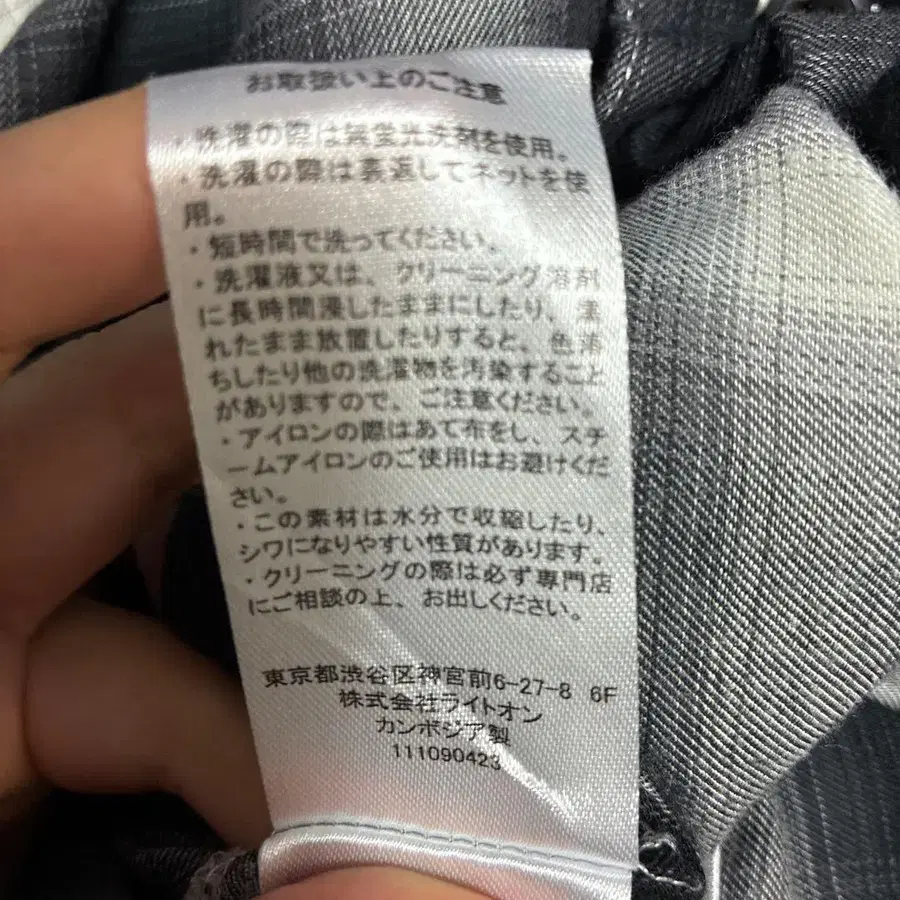 お取扱い上のご注意
・洗濯の際は無蛍光洗剤を使用。
・洗濯の際は裏返してネットを使
用。
・短時間で洗ってください。
・洗濯液又は、クリーニング溶剤
に長時間浸したままにしたり、濡
れたまま放置したりすると、色落
ちしたり他の洗濯物を汚染すること
がありますので、ご注意ください。
・アイロンの際はあて布をし、スチ
ームアイロンのご使用はお避けくだ
さい。
・この素材は水分で収縮したり、
シワになりやすい性質があります。
・クリーニングの際は必ず専門店
にご相談の上、お出しください。
東京都渋谷区神宮前6-27-8 6F
株式会社ライトオン
カンボジア製
111090423